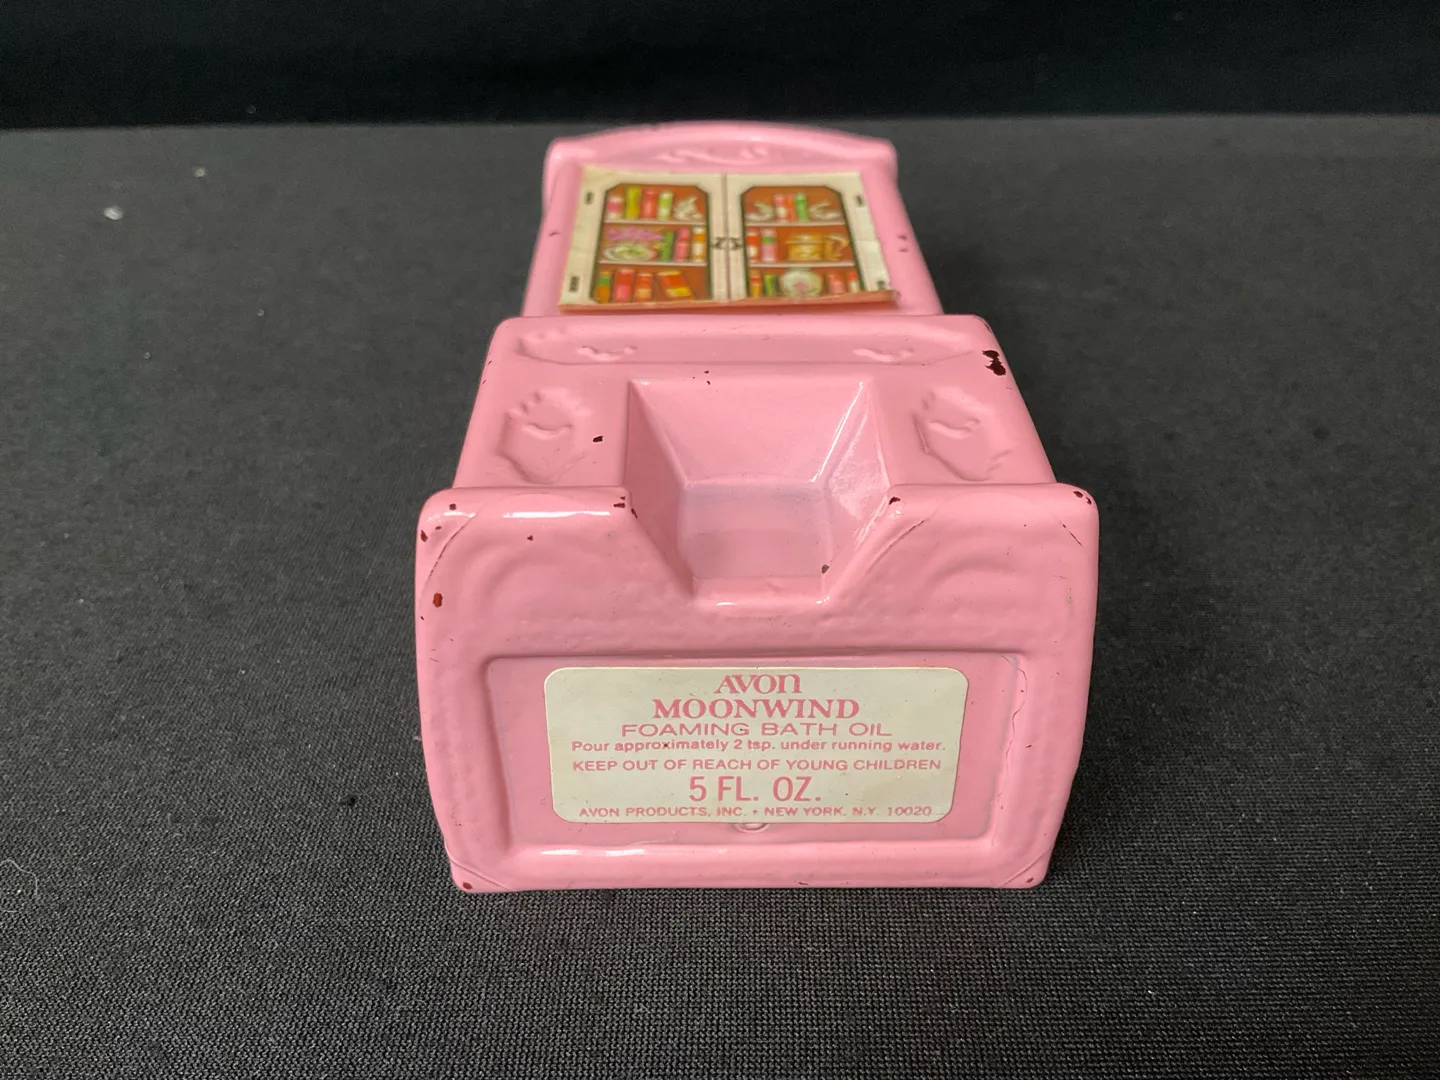 AVON
MOONWIND
FOAMING BATH OIL
Pour approximately 2 tsp. under running water.
KEEP OUT OF REACH OF YOUNG CHILDREN
5 FL. OZ.
AVON PRODUCTS, INC. • NEW YORK, N.Y. 10020